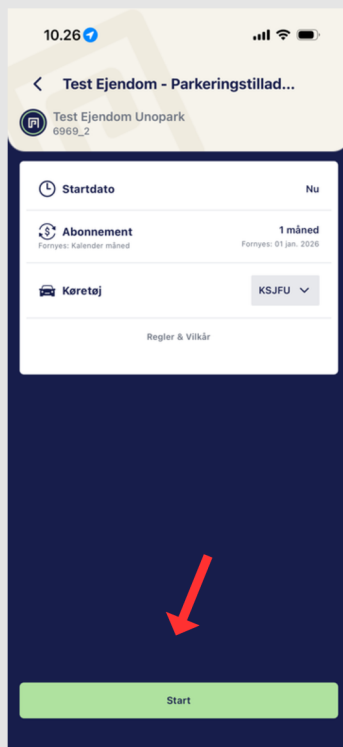 10.26
Test Ejendom - Parkeringstillad...
Test Ejendom Unopark
6969_2
Startdato
Nu
Abonnement
1 måned
Fornyes: Kalender måned
Fornyes: 01 jan. 2026
Køretøj
KSJFU
Regler & Vilkår
Start